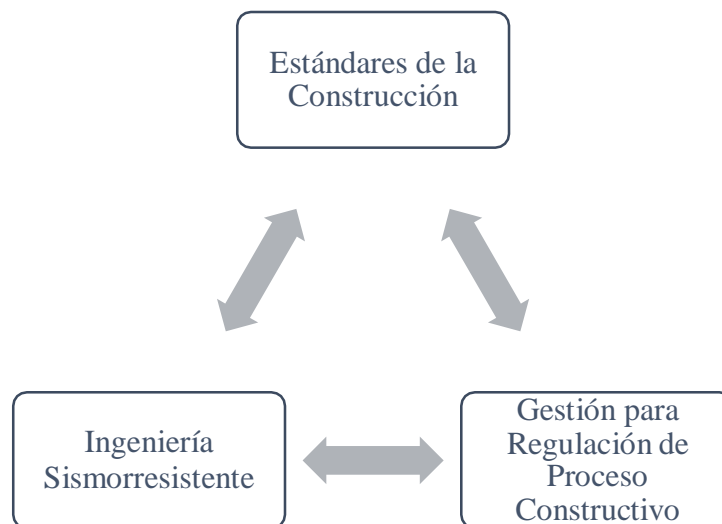 Estándares de la
Construcción
Ingeniería
Sismorresistente
Gestión para
Regulación de
Proceso
Constructivo